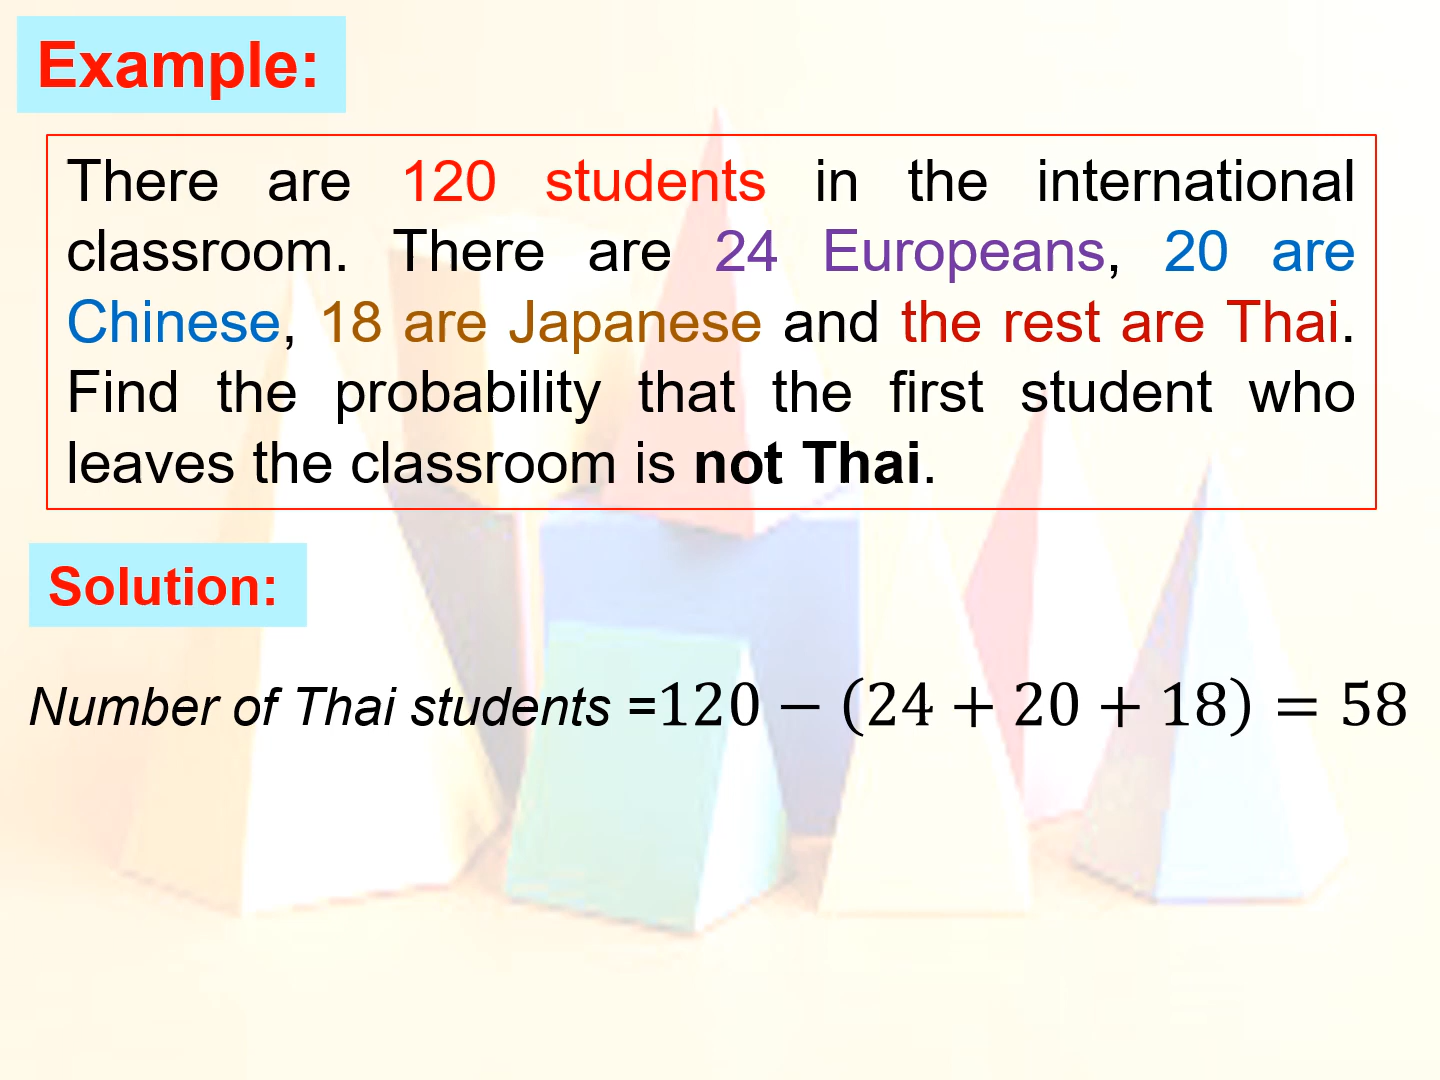 Example:
There are 120 students in the international
classroom. There are 24 Europeans, 20 are
Chinese, 18 are Japanese and the rest are Thai.
Find the probability that the first student who
leaves the classroom is not Thai.
Solution:
Number of Thai students =120 − (24 + 20 + 18) = 58